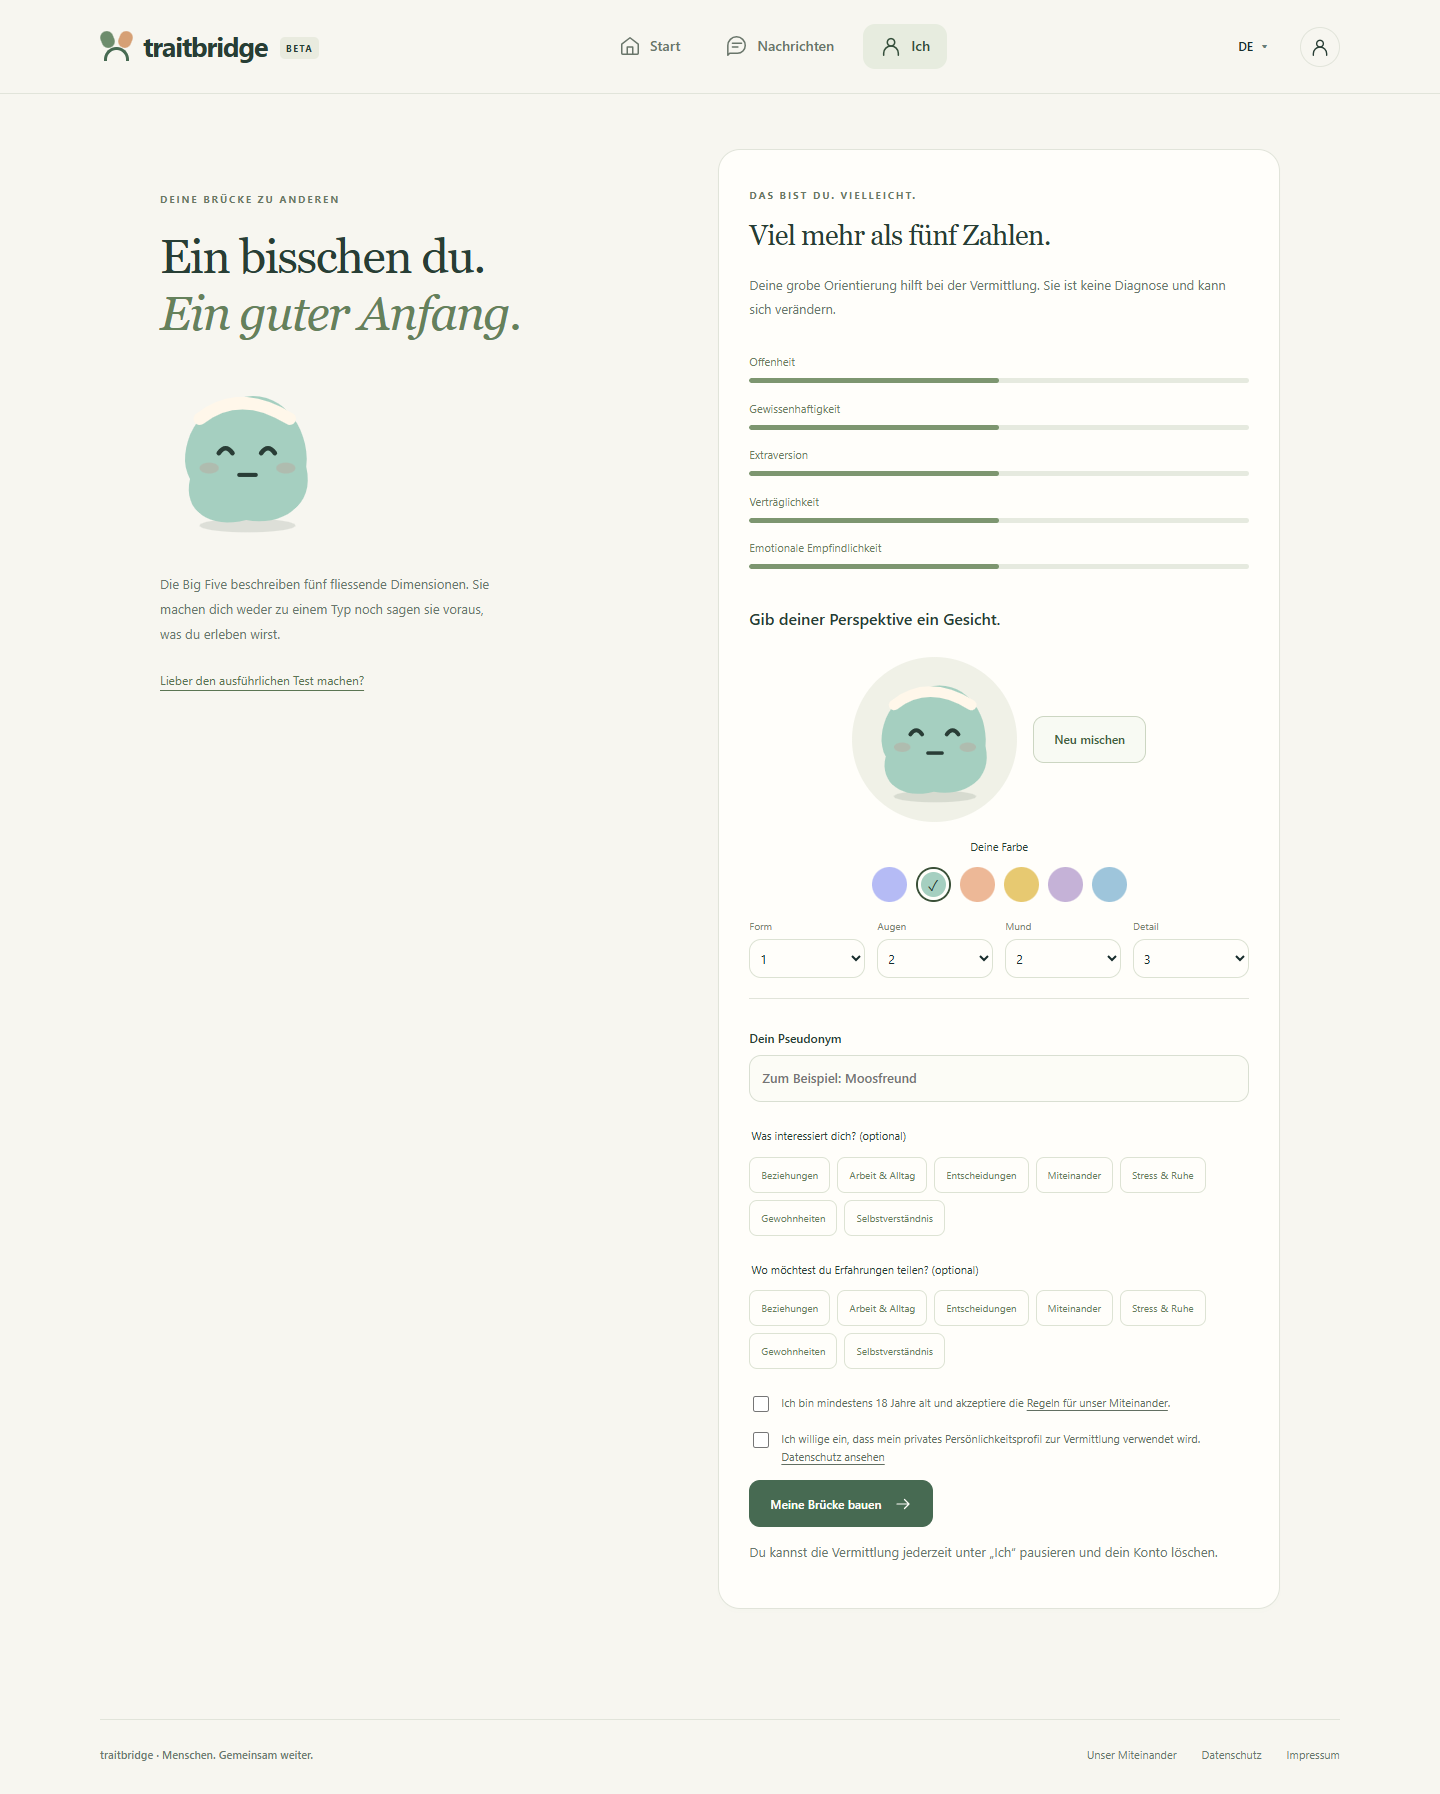 traitbridge BETA
Start
Nachrichten
Ich
DE
DEINE BRÜCKE ZU ANDEREN
Ein bisschen du.
Ein guter Anfang.
Die Big Five beschreiben fünf fliessende Dimensionen. Sie
machen dich weder zu einem Typ noch sagen sie voraus,
was du erleben wirst.
Lieber den ausführlichen Test machen?
DAS BIST DU. VIELLEICHT.
Viel mehr als fünf Zahlen.
Deine grobe Orientierung hilft bei der Vermittlung. Sie ist keine Diagnose und kann
sich verändern.
Offenheit
Gewissenhaftigkeit
Extraversion
Verträglichkeit
Emotionale Empfindlichkeit
Gib deiner Perspektive ein Gesicht.
Neu mischen
Deine Farbe
✓
Form Augen Mund Detail
1 2 2 3
Dein Pseudonym
Zum Beispiel: Moosfreund
Was interessiert dich? (optional)
Beziehungen Arbeit & Alltag Entscheidungen Miteinander Stress & Ruhe
Gewohnheiten Selbstverständnis
Wo möchtest du Erfahrungen teilen? (optional)
Beziehungen Arbeit & Alltag Entscheidungen Miteinander Stress & Ruhe
Gewohnheiten Selbstverständnis
Ich bin mindestens 18 Jahre alt und akzeptiere die Regeln für unser Miteinander.
Ich willige ein, dass mein privates Persönlichkeitsprofil zur Vermittlung verwendet wird.
Datenschutz ansehen
Meine Brücke bauen →
Du kannst die Vermittlung jederzeit unter „Ich“ pausieren und dein Konto löschen.
traitbridge · Menschen. Gemeinsam weiter.
Unser Miteinander Datenschutz Impressum